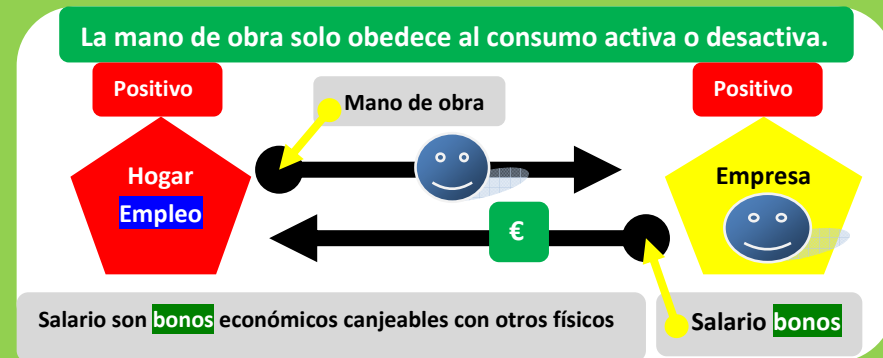 La mano de obra solo obedece al consumo activa o desactiva.
Positivo
Positivo
Mano de obra
Hogar
Empleo
Empresa
€
Salario son bonos económicos canjeables con otros físicos
Salario bonos